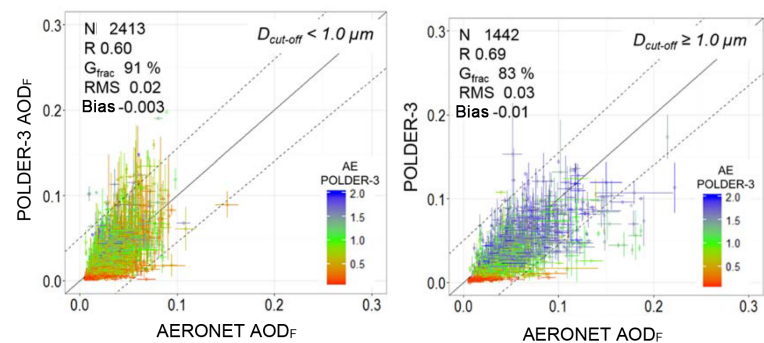 N 2413
R 0.60
Gfrac 91 %
RMS 0.02
Bias -0.003
Dcut-off < 1.0 µm
POLDER-3 AODF
0.3
0.2
0.1
0.0
AE
POLDER-3
2.0
1.5
1.0
0.5
0.0 0.1 0.2 0.3
AERONET AODF
N 1442
R 0.69
Gfrac 83 %
RMS 0.03
Bias -0.01
Dcut-off ≥ 1.0 µm
POLDER-3
0.3
0.2
0.1
0.0
AE
POLDER-3
2.0
1.5
1.0
0.5
0.0 0.1 0.2 0.3
AERONET AODF